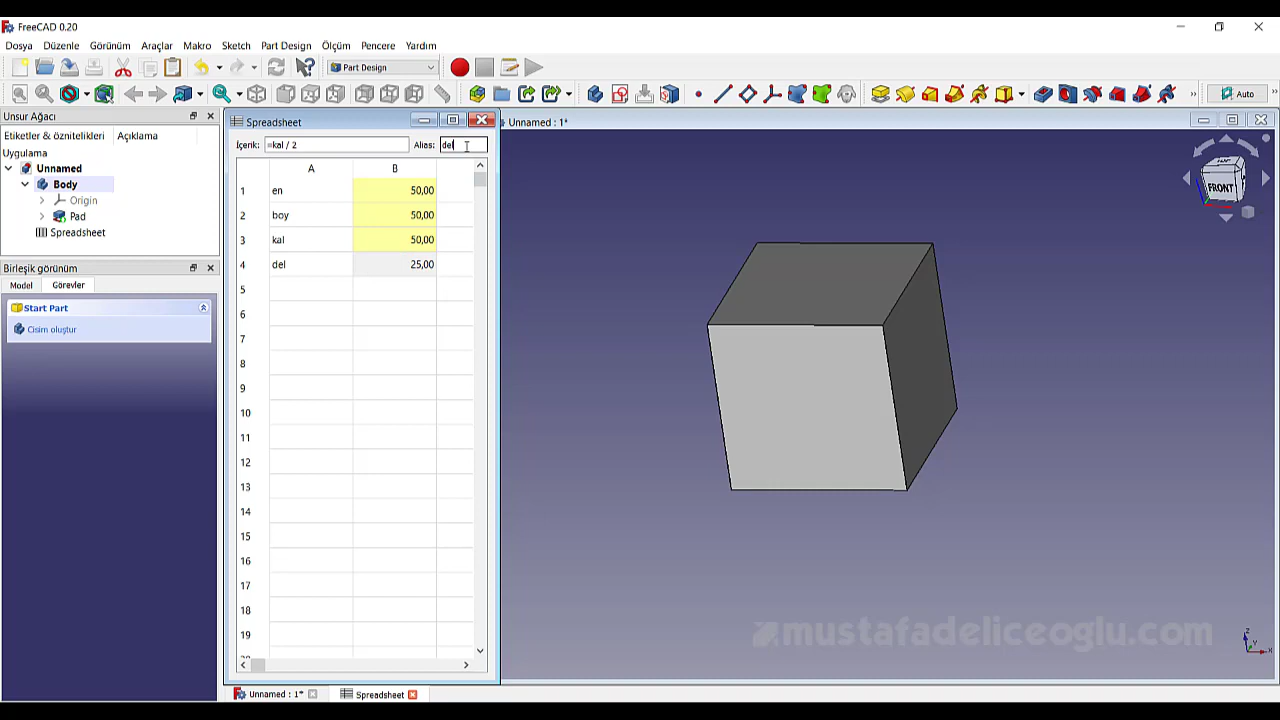 FreeCAD 0.20
Dosya Düzenle Görünüm Araçlar Makro Sketch Part Design Ölçüm Pencere Yardım
Part Design
Auto
Unsur Ağacı
Etiketler & öznitelikleri Açıklama
Uygulama
Unnamed
Body
Origin
Pad
Spreadsheet
Birleşik görünüm
Model Görevler
Start Part
Cisim oluştur
Spreadsheet
İçerik: =kal / 2 Alias: del
A B
1 en 50,00
2 boy 50,00
3 kal 50,00
4 del 25,00
5
6
7
8
9
10
11
12
13
14
15
16
17
18
19
Unnamed : 1*
FRONT
Z
Y
X
mustafadeliceoglu.com
Unnamed : 1* Spreadsheet